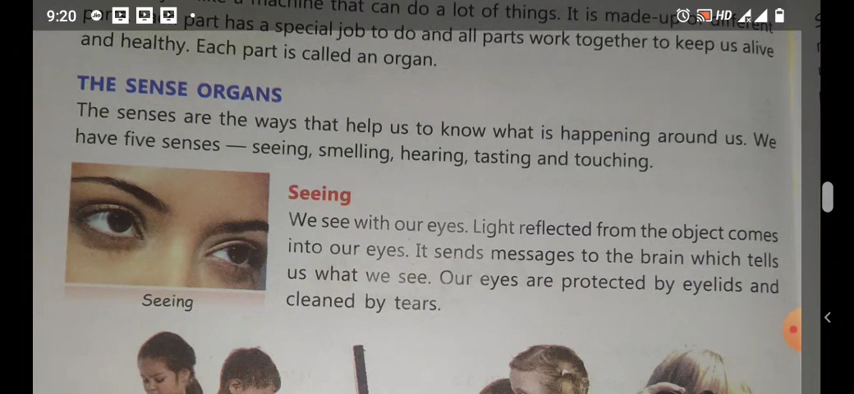 9:20
HD
machine that can do a lot of things. It is made-up of different
part has a special job to do and all parts work together to keep us alive
and healthy. Each part is called an organ.
THE SENSE ORGANS
The senses are the ways that help us to know what is happening around us. We
have five senses — seeing, smelling, hearing, tasting and touching.
Seeing
We see with our eyes. Light reflected from the object comes
into our eyes. It sends messages to the brain which tells
us what we see. Our eyes are protected by eyelids and
cleaned by tears.
Seeing